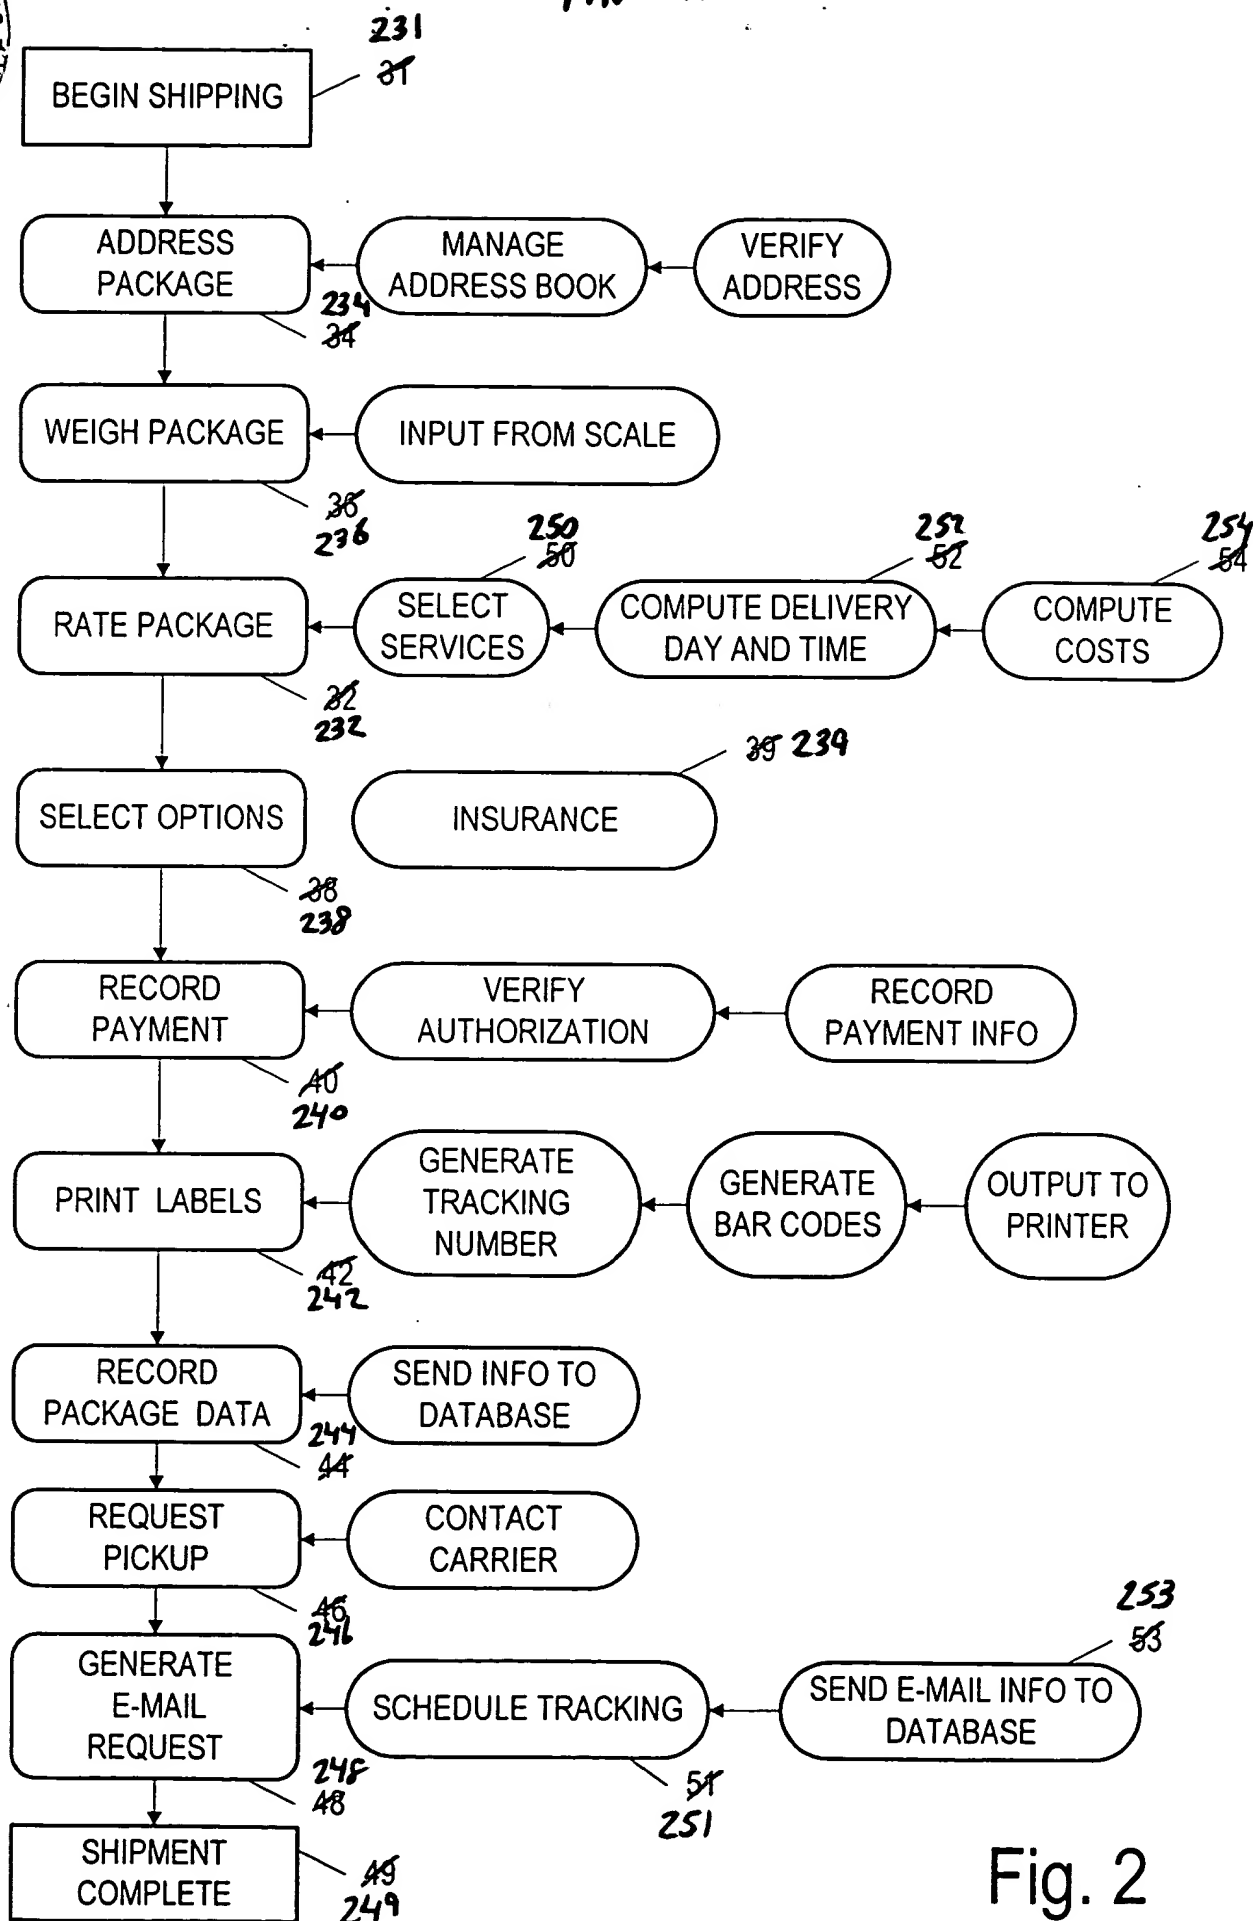 231
31
BEGIN SHIPPING
ADDRESS
PACKAGE
MANAGE
ADDRESS BOOK
VERIFY
ADDRESS
234
34
WEIGH PACKAGE
INPUT FROM SCALE
36
236
250
50
252
52
254
54
RATE PACKAGE
SELECT
SERVICES
COMPUTE DELIVERY
DAY AND TIME
COMPUTE
COSTS
32
232
39 239
SELECT OPTIONS
INSURANCE
38
238
RECORD
PAYMENT
VERIFY
AUTHORIZATION
RECORD
PAYMENT INFO
40
240
PRINT LABELS
GENERATE
TRACKING
NUMBER
GENERATE
BAR CODES
OUTPUT TO
PRINTER
42
242
RECORD
PACKAGE DATA
SEND INFO TO
DATABASE
244
44
REQUEST
PICKUP
CONTACT
CARRIER
46
246
253
53
GENERATE
E-MAIL
REQUEST
SCHEDULE TRACKING
SEND E-MAIL INFO TO
DATABASE
248
48
51
251
SHIPMENT
COMPLETE
49
249
Fig. 2